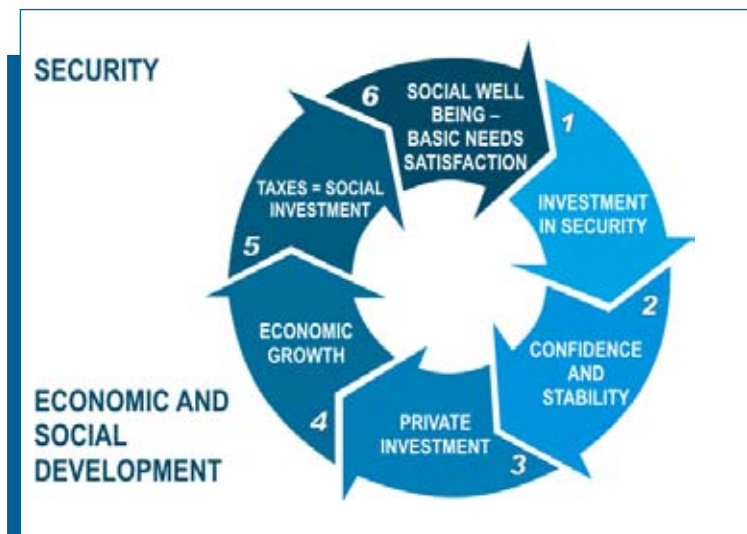 SECURITY
6
SOCIAL WELL
BEING –
BASIC NEEDS
SATISFACTION
1
INVESTMENT
IN SECURITY
2
CONFIDENCE
AND
STABILITY
3
PRIVATE
INVESTMENT
4
ECONOMIC
GROWTH
5
TAXES = SOCIAL
INVESTMENT
ECONOMIC AND
SOCIAL
DEVELOPMENT